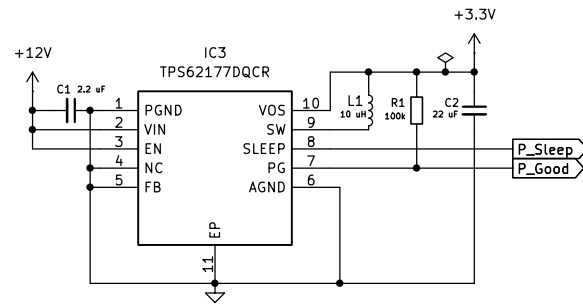 +3.3V
+12V
IC3
TPS62177DQCR
C1 2.2 uF
1 PGND
2 VIN
3 EN
4 NC
5 FB
VOS 10
SW 9
SLEEP 8
PG 7
AGND 6
EP
11
L1
10 uH
R1
100k
C2
22 uF
P_Sleep
P_Good